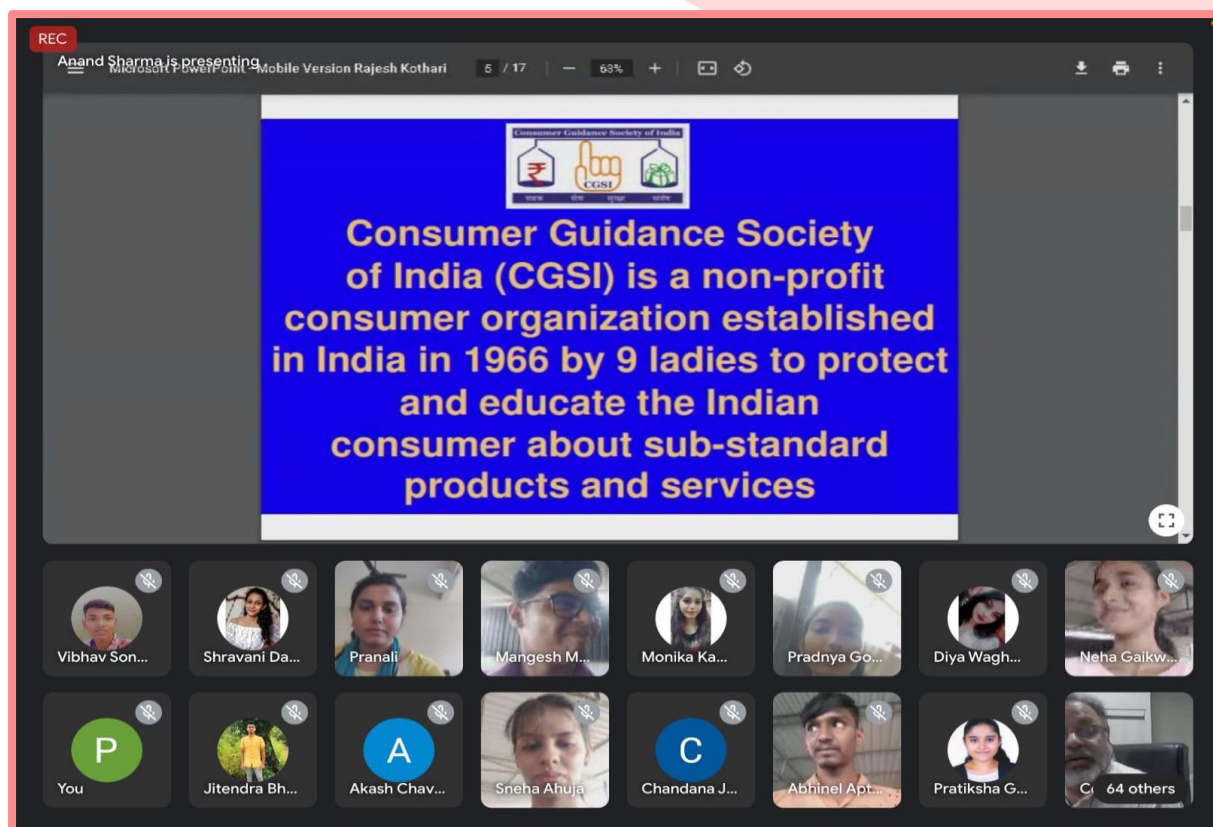 REC
Anand Sharma is presenting
Microsoft PowerPoint - Mobile Version Rajesh Kothari 5 / 17 63%
Consumer Guidance Society of India
CGSI
Consumer Guidance Society
of India (CGSI) is a non-profit
consumer organization established
in India in 1966 by 9 ladies to protect
and educate the Indian
consumer about sub-standard
products and services
Vibhav Son...
Shravani Da...
Pranali
Mangesh M...
Monika Ka...
Pradnya Go...
Diya Wagh...
Neha Gaikw...
P
You
Jitendra Bh...
A
Akash Chav...
Sneha Ahuja
C
Chandana J...
Abhinel Apt...
Pratiksha G...
64 others